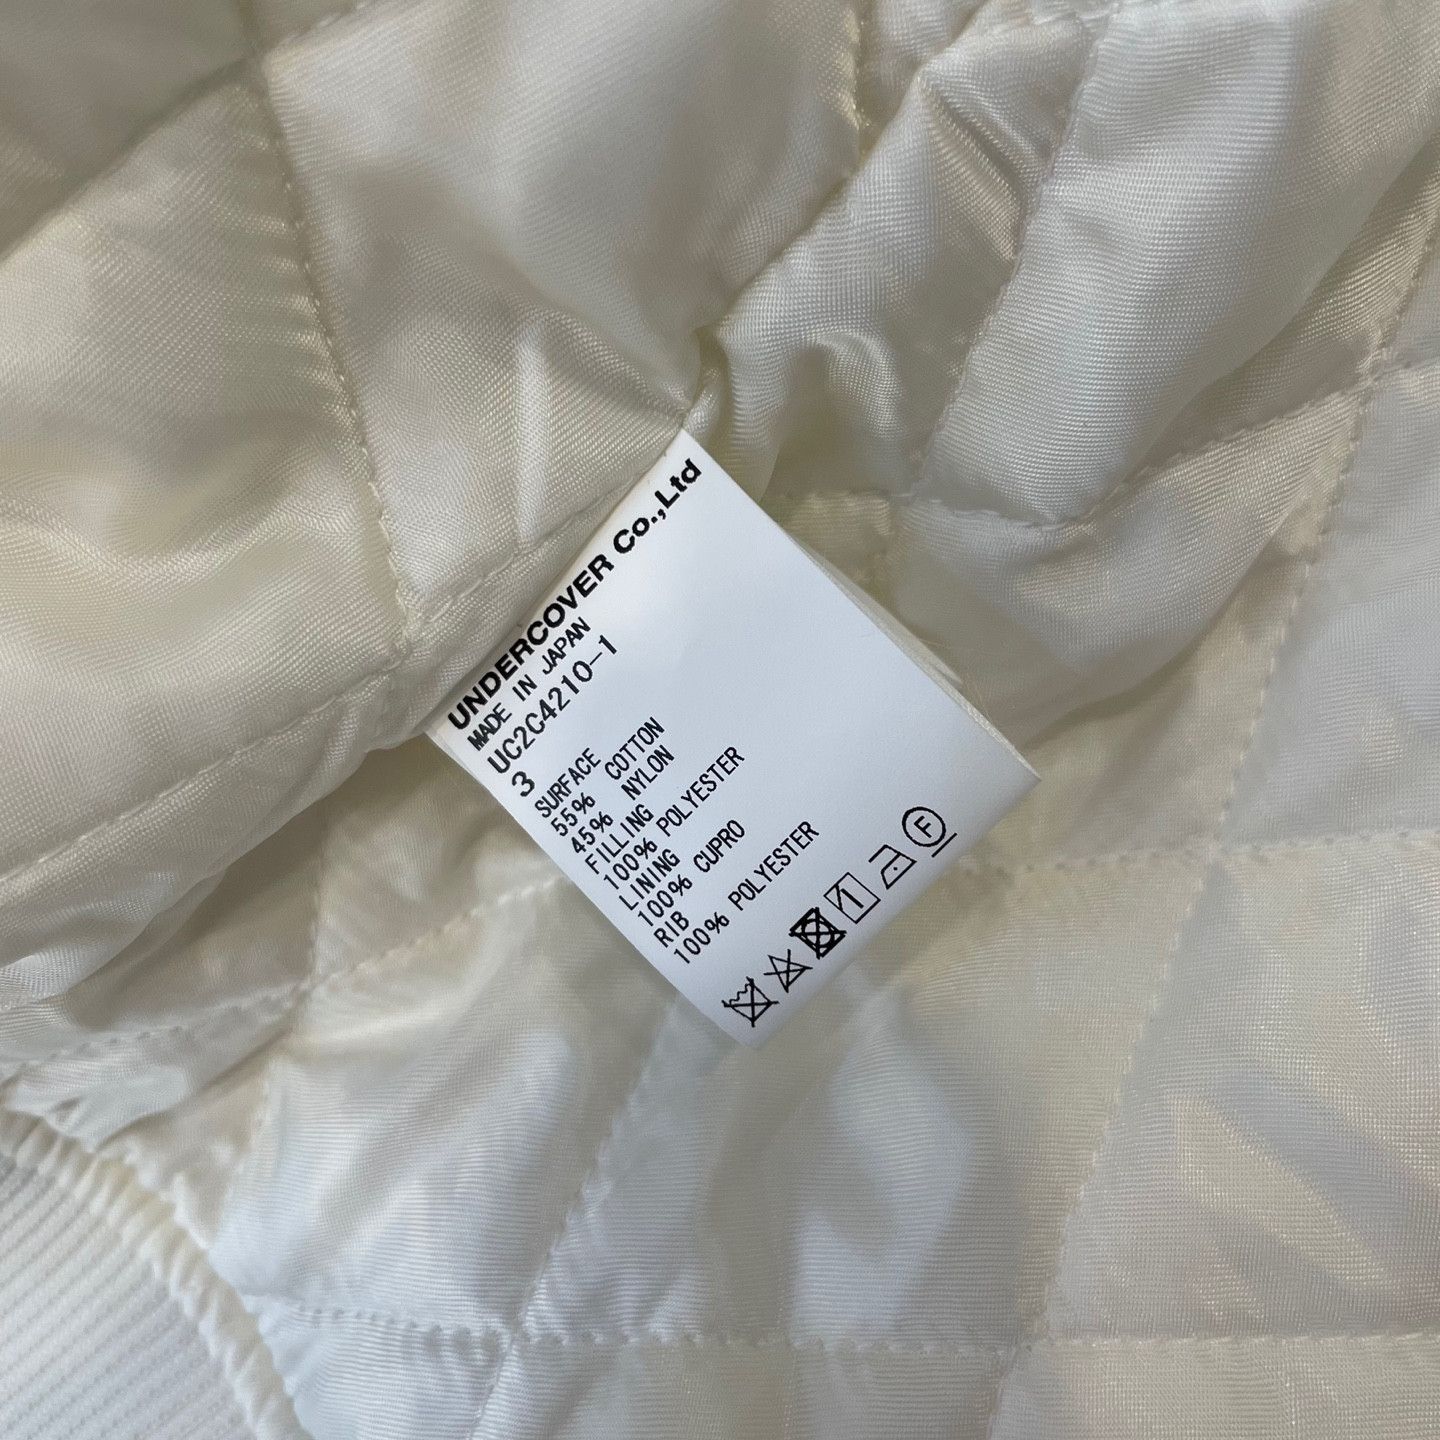 UNDERCOVER Co.,Ltd
MADE IN JAPAN
UC2C4210-1
3
SURFACE
55% COTTON
45% NYLON
FILLING
100% POLYESTER
LINING
100% CUPRO
RIB
100% POLYESTER
F